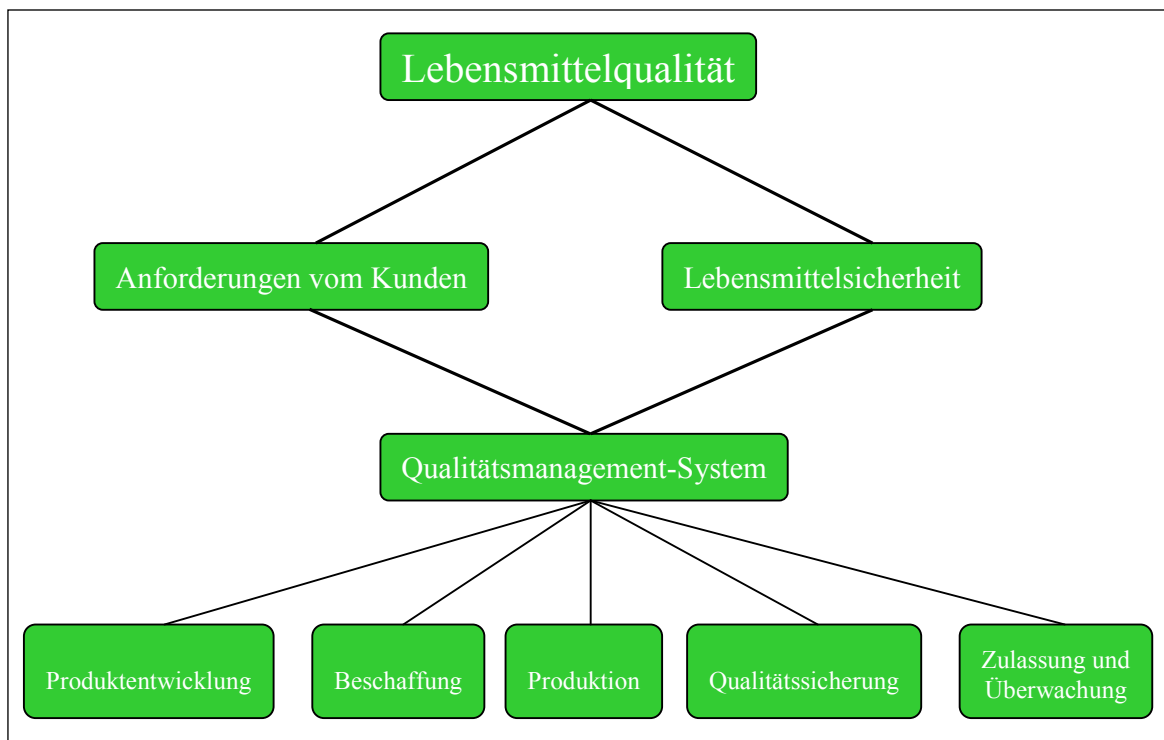 Lebensmittelqualität
Anforderungen vom Kunden
Lebensmittelsicherheit
Qualitätsmanagement-System
Produktentwicklung
Beschaffung
Produktion
Qualitätssicherung
Zulassung und
Überwachung